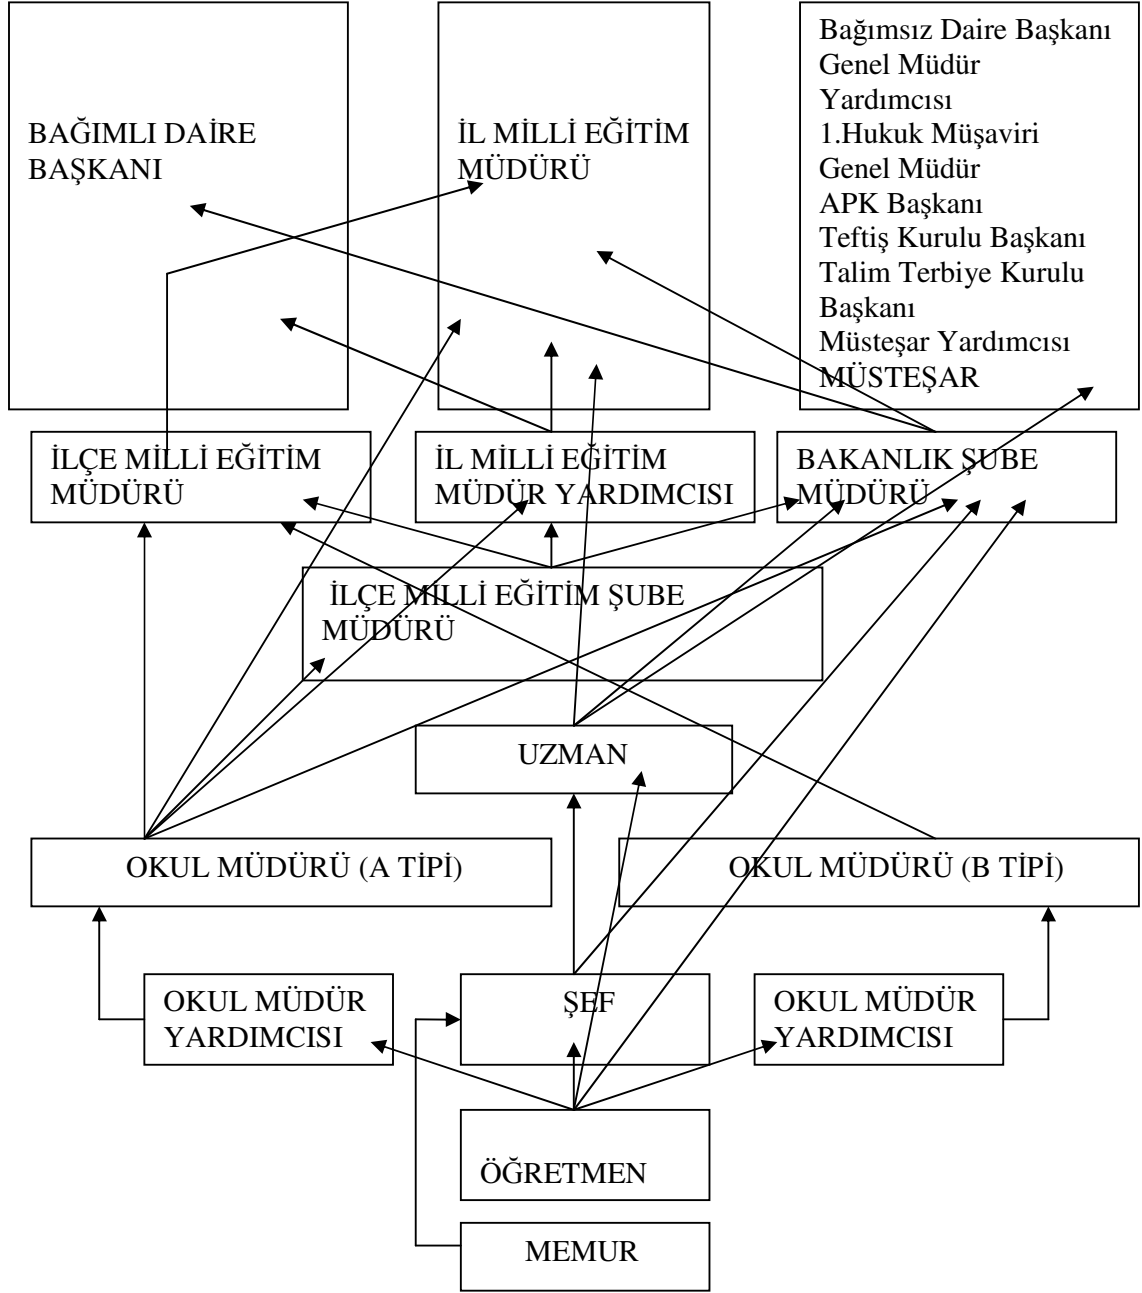 BAĞIMLI DAİRE
BAŞKANI
İL MİLLİ EĞİTİM
MÜDÜRÜ
Bağımsız Daire Başkanı
Genel Müdür
Yardımcısı
1.Hukuk Müşaviri
Genel Müdür
APK Başkanı
Teftiş Kurulu Başkanı
Talim Terbiye Kurulu
Başkanı
Müsteşar Yardımcısı
MÜSTEŞAR
İLÇE MİLLİ EĞİTİM
MÜDÜRÜ
İL MİLLİ EĞİTİM
MÜDÜR YARDIMCISI
BAKANLIK ŞUBE
MÜDÜRÜ
İLÇE MİLLİ EĞİTİM ŞUBE
MÜDÜRÜ
UZMAN
OKUL MÜDÜRÜ (A TİPİ)
OKUL MÜDÜRÜ (B TİPİ)
OKUL MÜDÜR
YARDIMCISI
ŞEF
OKUL MÜDÜR
YARDIMCISI
ÖĞRETMEN
MEMUR